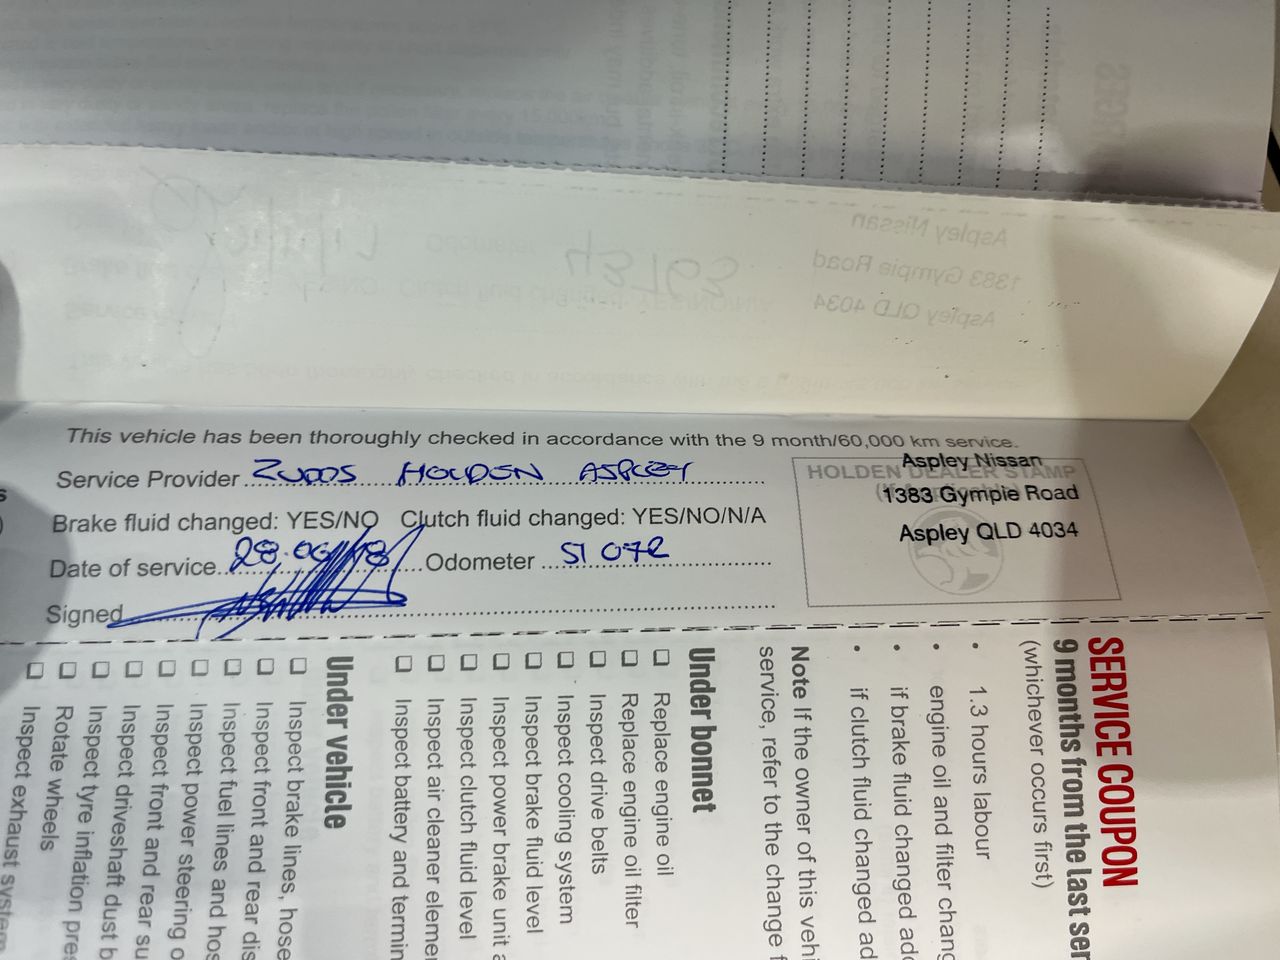 This vehicle has been thoroughly checked in accordance with the 9 month/60,000 km service.
Service Provider ZUPPS HOLDEN ASPLEY
Brake fluid changed: YES/NO Clutch fluid changed: YES/NO/N/A
Date of service 28.06/18 Odometer 51 072
Signed
HOLDEN DEALER STAMP
Aspley Nissan
1383 Gympie Road
Aspley QLD 4034
SERVICE COUPON
9 months from the last ser
(whichever occurs first)
• 1.3 hours labour
• engine oil and filter chang
• if brake fluid changed add
• if clutch fluid changed ad
Note If the owner of this vehi
service, refer to the change f
Under bonnet
❑ Replace engine oil
❑ Replace engine oil filter
❑ Inspect drive belts
❑ Inspect cooling system
❑ Inspect brake fluid level
❑ Inspect power brake unit a
❑ Inspect clutch fluid level
❑ Inspect air cleaner elemen
❑ Inspect battery and termin
Under vehicle
❑ Inspect brake lines, hose
❑ Inspect front and rear dis
❑ Inspect fuel lines and hos
❑ Inspect power steering o
❑ Inspect front and rear su
❑ Inspect driveshaft dust b
❑ Inspect tyre inflation pres
❑ Rotate wheels
❑ Inspect exhaust system
Aspley Nissan
1383 Gympie Road
Aspley QLD 4034
Odometer
39784